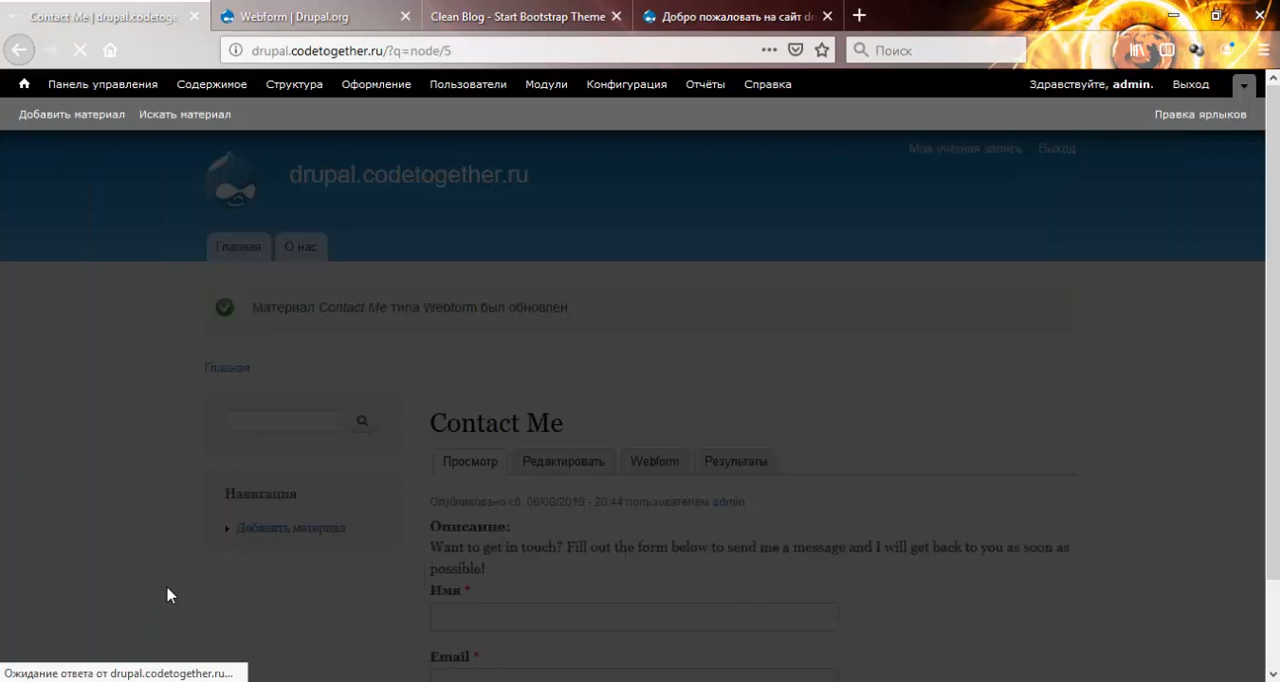 Contact Me | drupal.codetoge
Webform | Drupal.org
Clean Blog - Start Bootstrap Theme
Добро пожаловать на сайт d
drupal.codetogether.ru/?q=node/5
Поиск
Панель управления Содержимое Структура Оформление Пользователи Модули Конфигурация Отчёты Справка Здравствуйте, admin. Выход
Добавить материал Искать материал Правка ярлыков
Моя учётная запись Выход
drupal.codetogether.ru
Главная О нас
Материал Contact Me типа Webform был обновлен.
Главная
Contact Me
Просмотр Редактировать Webform Результаты
Навигация
Добавить материал
Опубликовано сб, 06/08/2019 - 20:44 пользователем admin
Описание:
Want to get in touch? Fill out the form below to send me a message and I will get back to you as soon as
possible!
Имя *
Email *
Ожидание ответа от drupal.codetogether.ru...